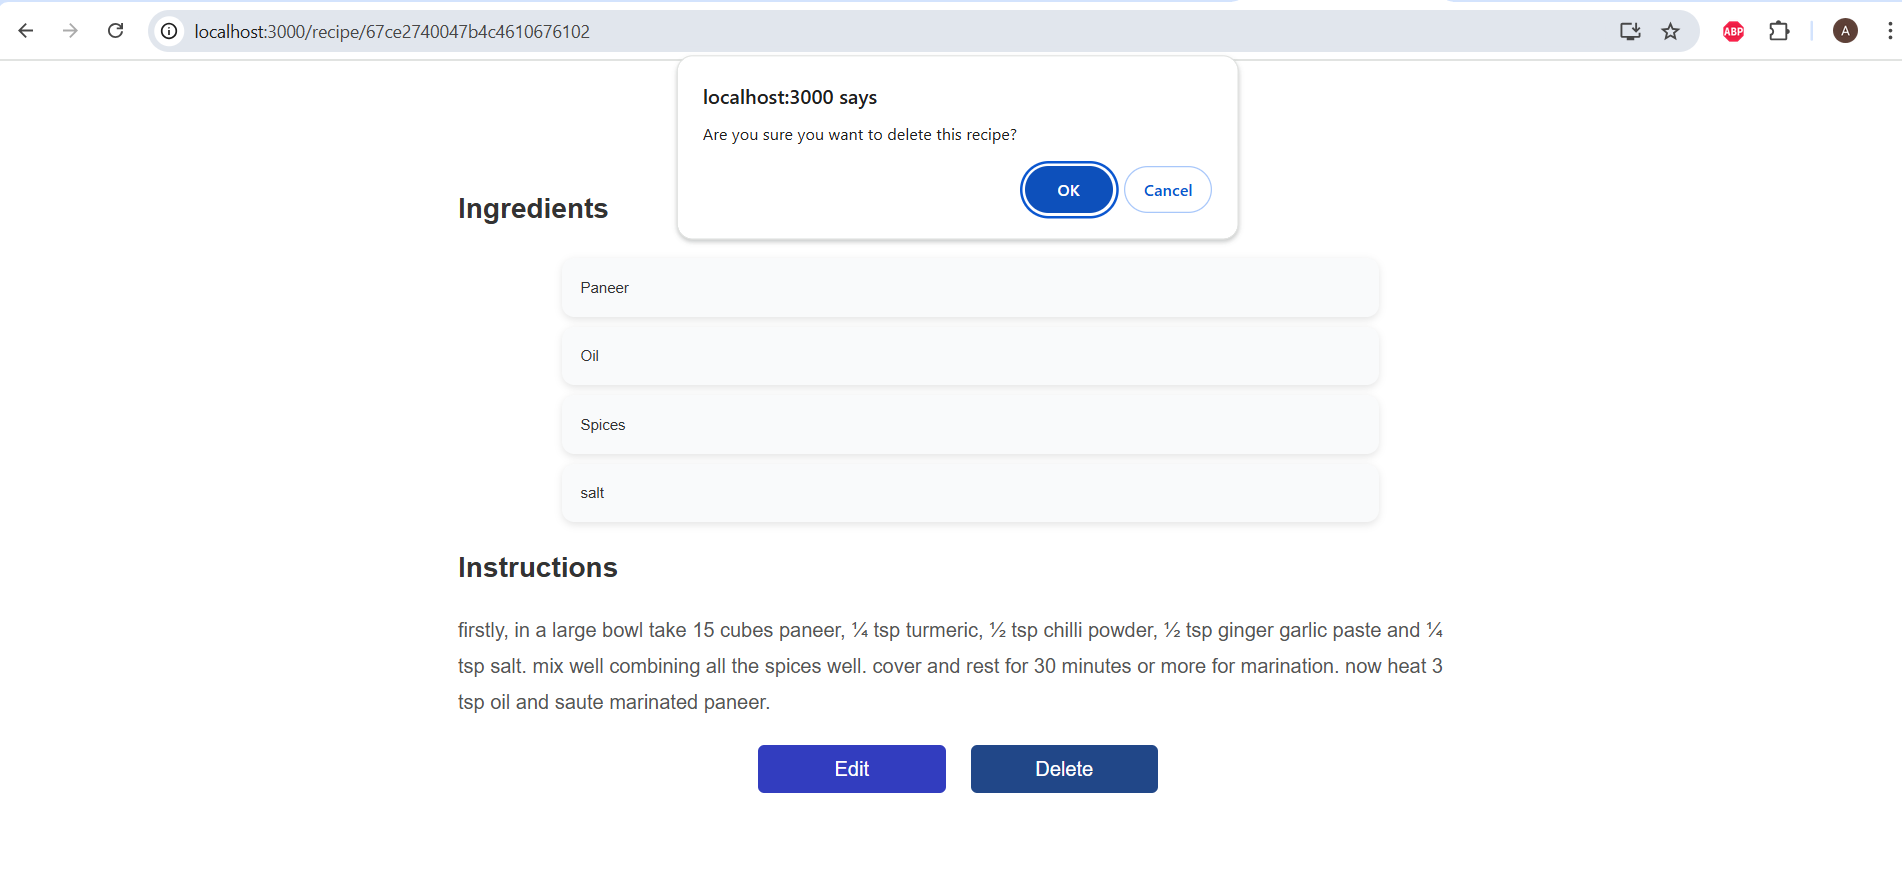 localhost:3000/recipe/67ce2740047b4c4610676102
ABP
A
localhost:3000 says
Are you sure you want to delete this recipe?
OK
Cancel
Ingredients
Paneer
Oil
Spices
salt
Instructions
firstly, in a large bowl take 15 cubes paneer, ¼ tsp turmeric, ½ tsp chilli powder, ½ tsp ginger garlic paste and ¼
tsp salt. mix well combining all the spices well. cover and rest for 30 minutes or more for marination. now heat 3
tsp oil and saute marinated paneer.
Edit
Delete